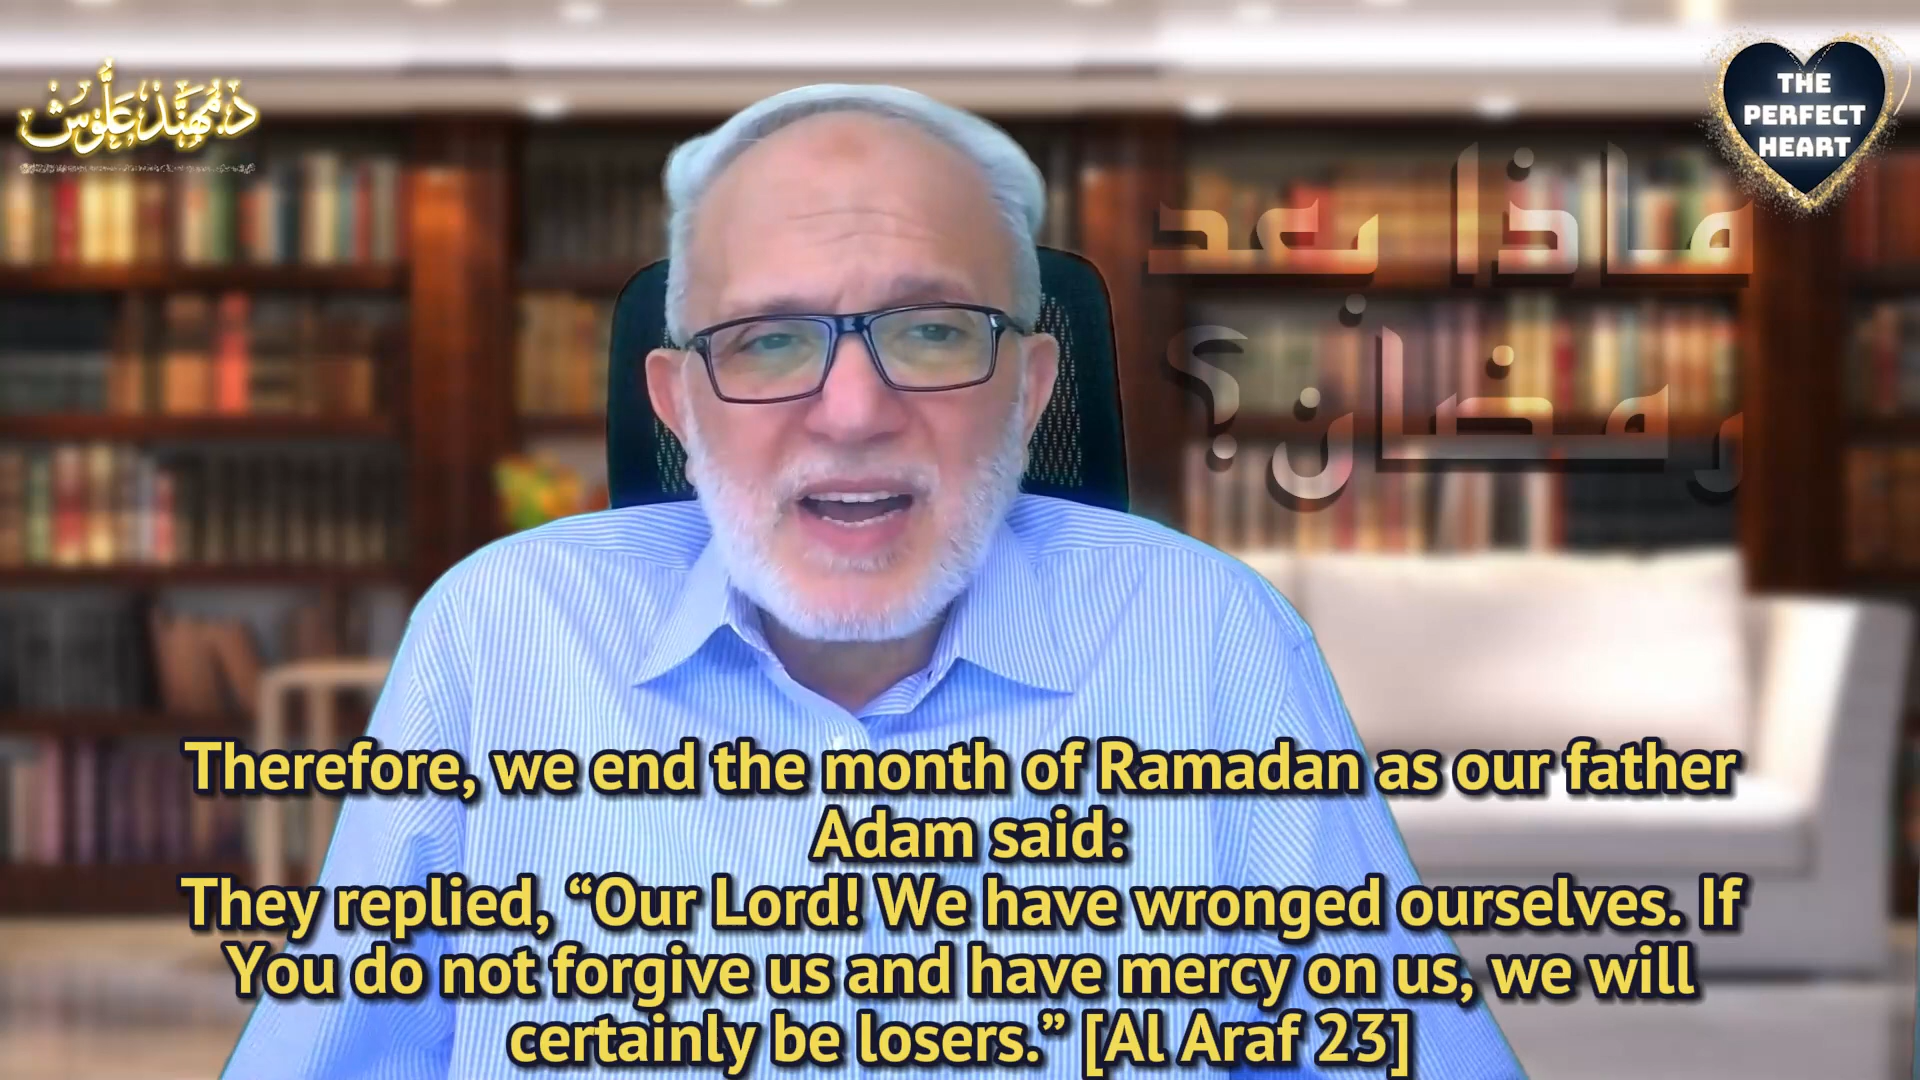 د. مهند علوش
THE
PERFECT
HEART
ماذا بعد
رمضان؟
Therefore, we end the month of Ramadan as our father
Adam said:
They replied, “Our Lord! We have wronged ourselves. If
You do not forgive us and have mercy on us, we will
certainly be losers.” [Al Araf 23]